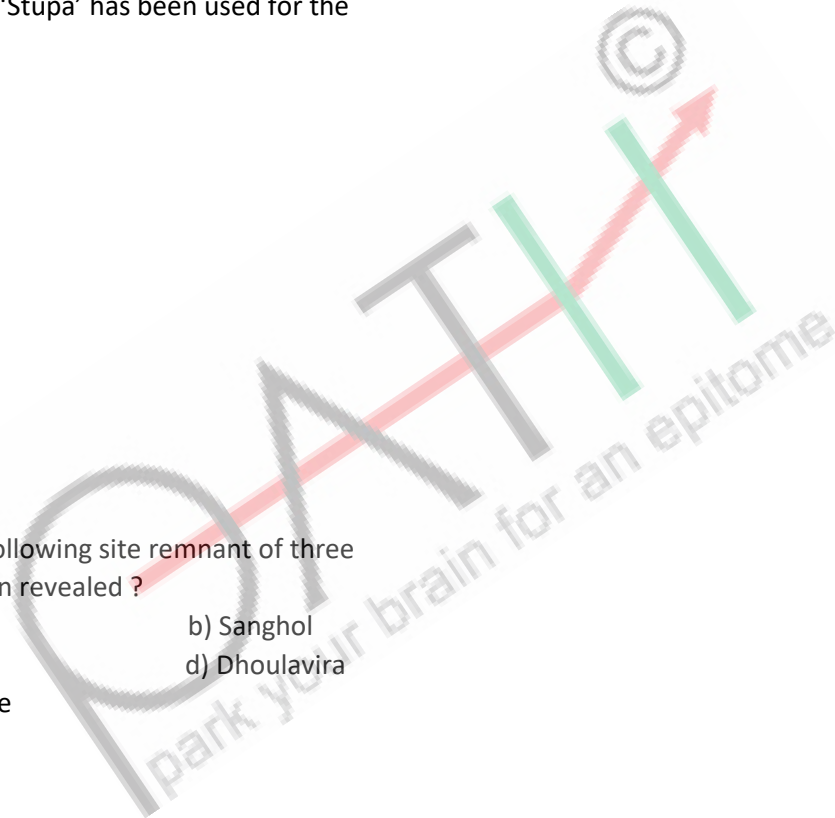 ‘Stupa’ has been used for the
©
PATH
park your brain for an epitome
ollowing site remnant of three
n revealed ?
b) Sanghol
d) Dhoulavira
e